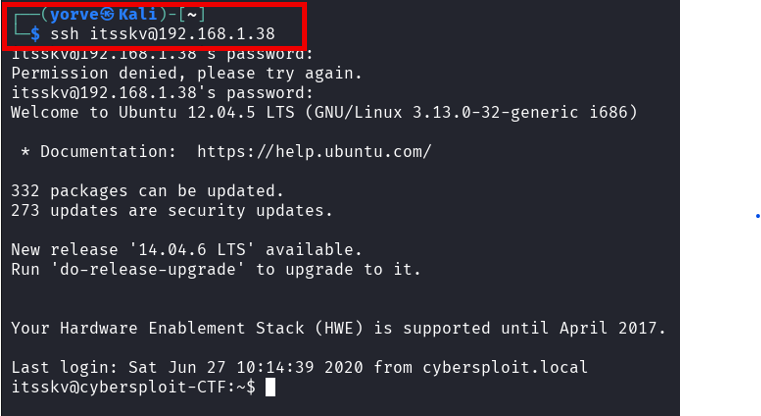 ┌──(yorve㉿Kali)-[~]
└─$ ssh itsskv@192.168.1.38
itsskv@192.168.1.38's password:
Permission denied, please try again.
itsskv@192.168.1.38's password:
Welcome to Ubuntu 12.04.5 LTS (GNU/Linux 3.13.0-32-generic i686)
* Documentation:  https://help.ubuntu.com/
332 packages can be updated.
273 updates are security updates.
New release '14.04.6 LTS' available.
Run 'do-release-upgrade' to upgrade to it.
Your Hardware Enablement Stack (HWE) is supported until April 2017.
Last login: Sat Jun 27 10:14:39 2020 from cybersploit.local
itsskv@cybersploit-CTF:~$